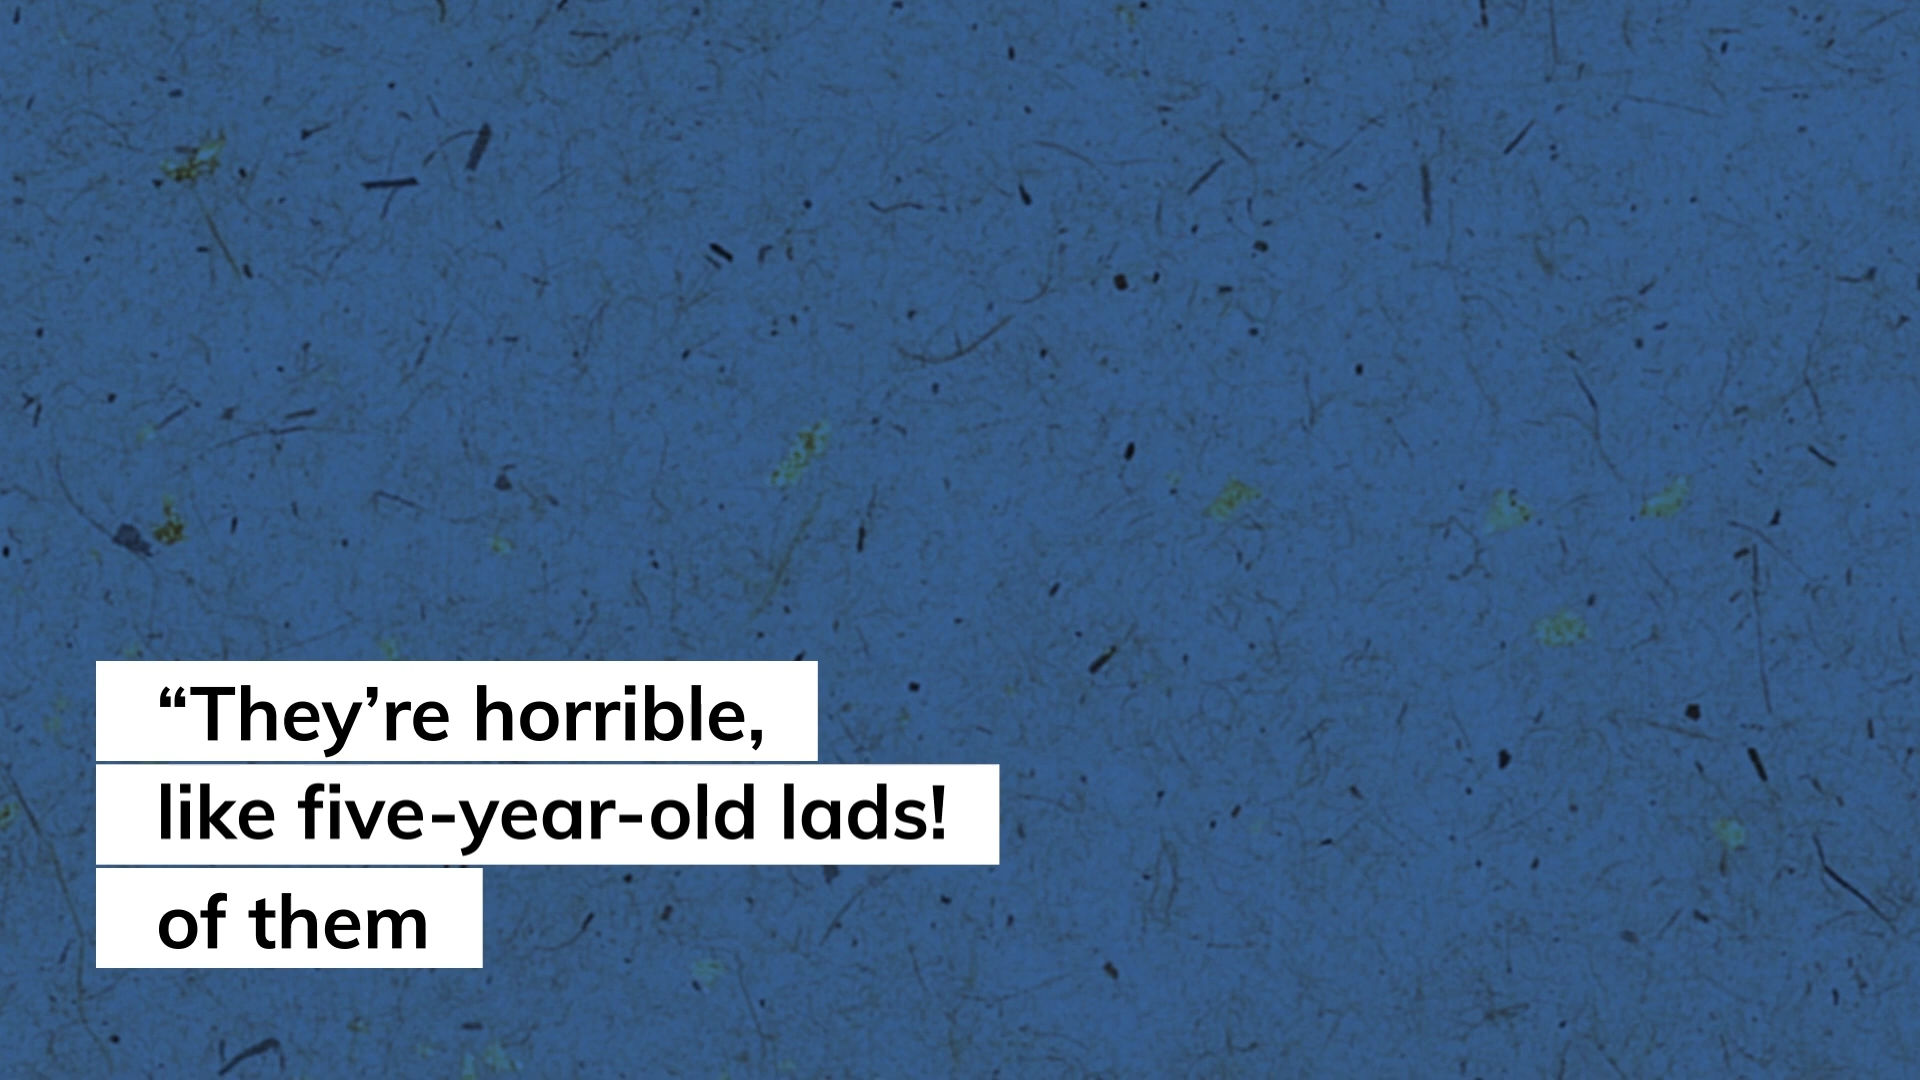 “They’re horrible,
like five-year-old lads!
of them